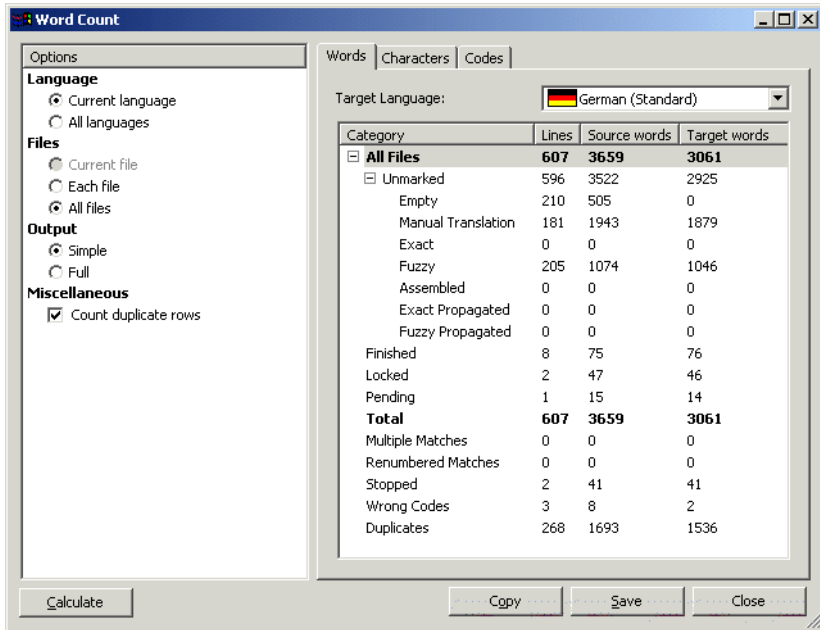 Word Count
Options
Language
Current language
All languages
Files
Current file
Each file
All files
Output
Simple
Full
Miscellaneous
Count duplicate rows
Words Characters Codes
Target Language: German (Standard)
Category Lines Source words Target words
All Files 607 3659 3061
Unmarked 596 3522 2925
Empty 210 505 0
Manual Translation 181 1943 1879
Exact 0 0 0
Fuzzy 205 1074 1046
Assembled 0 0 0
Exact Propagated 0 0 0
Fuzzy Propagated 0 0 0
Finished 8 75 76
Locked 2 47 46
Pending 1 15 14
Total 607 3659 3061
Multiple Matches 0 0 0
Renumbered Matches 0 0 0
Stopped 2 41 41
Wrong Codes 3 8 2
Duplicates 268 1693 1536
Calculate Copy Save Close